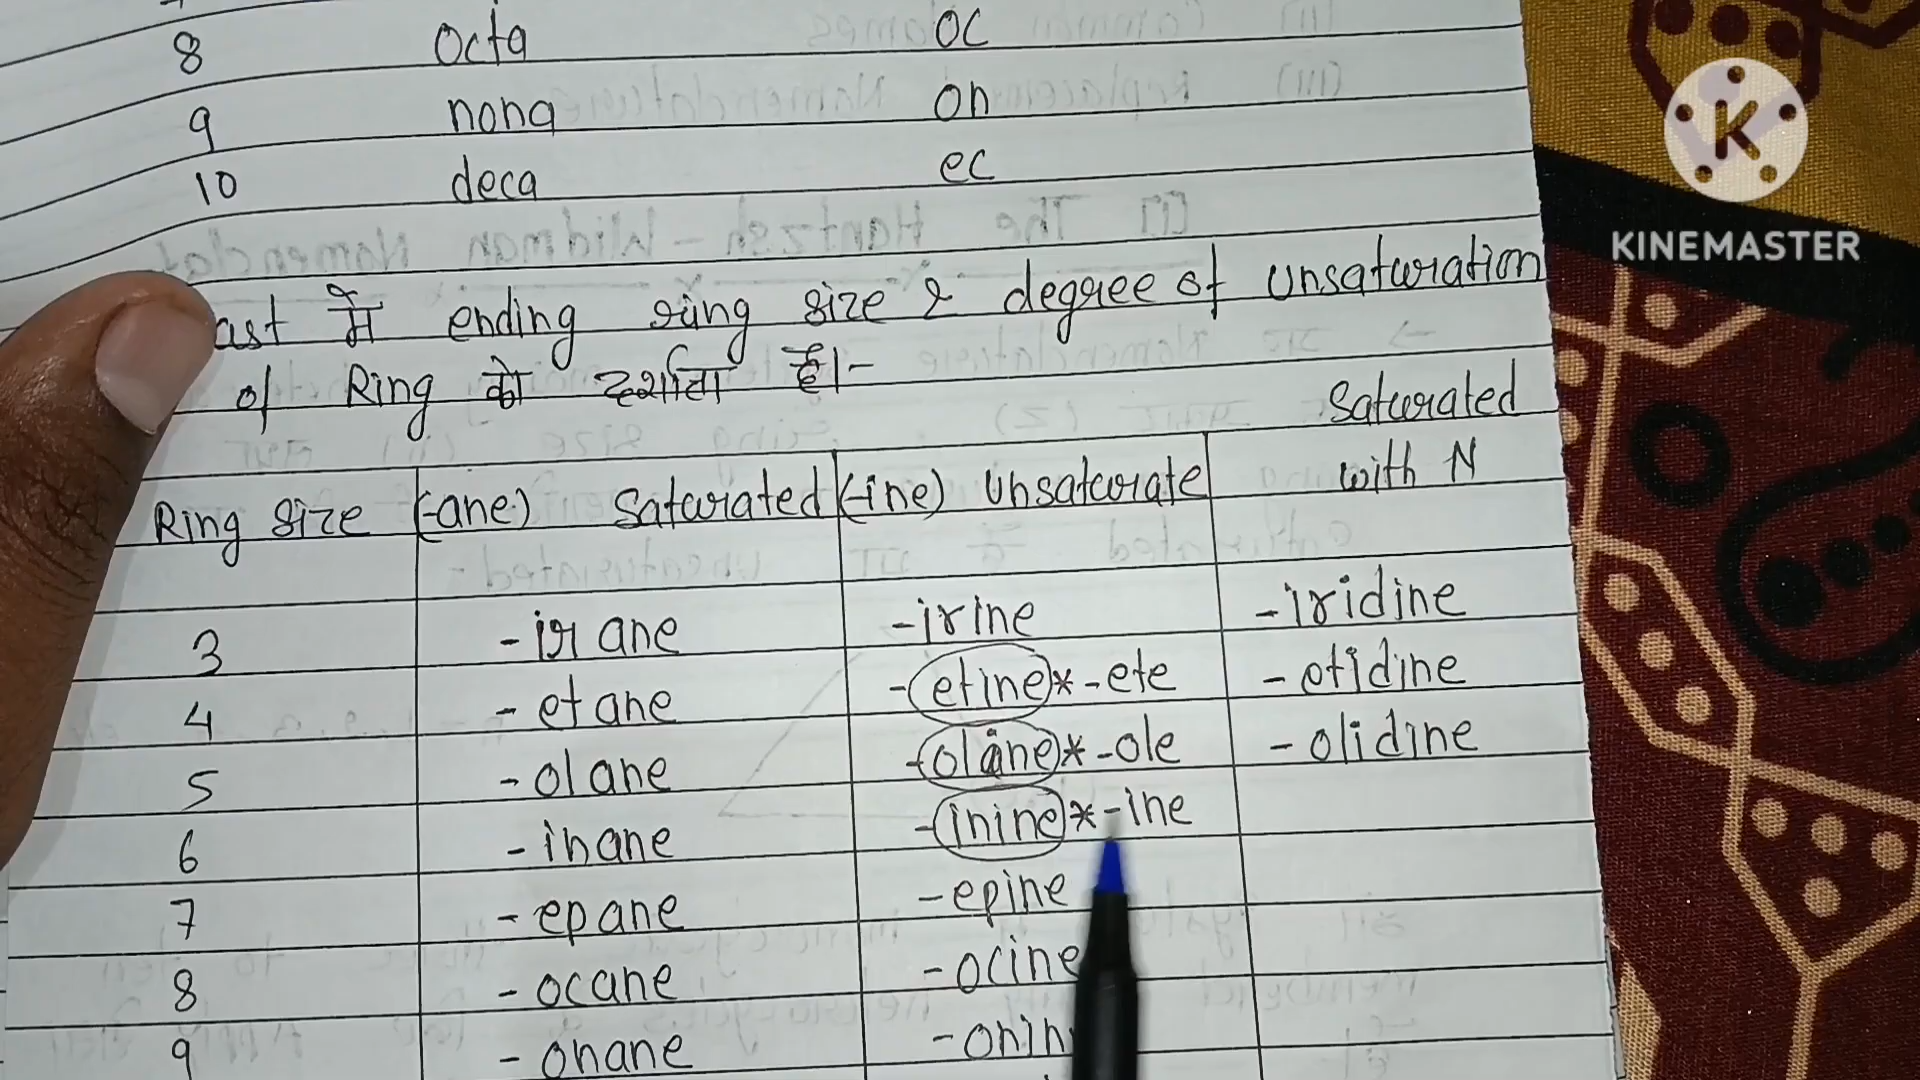 8 octa oc
9 nona on
10 deca ec
ast में ending ring size & degree of unsaturation
of Ring को दर्शाता है।-
Ring size (-ane) Saturated (-ine) Unsaturate Saturated with N
3 -irane -irine -iridine
4 -etane -(etine)* -ete -etidine
5 -olane -(olane)* -ole -olidine
6 -inane -(inine)* -ine
7 -epane -epine
8 -ocane -ocine
9 -onane -onin
K
KINEMASTER